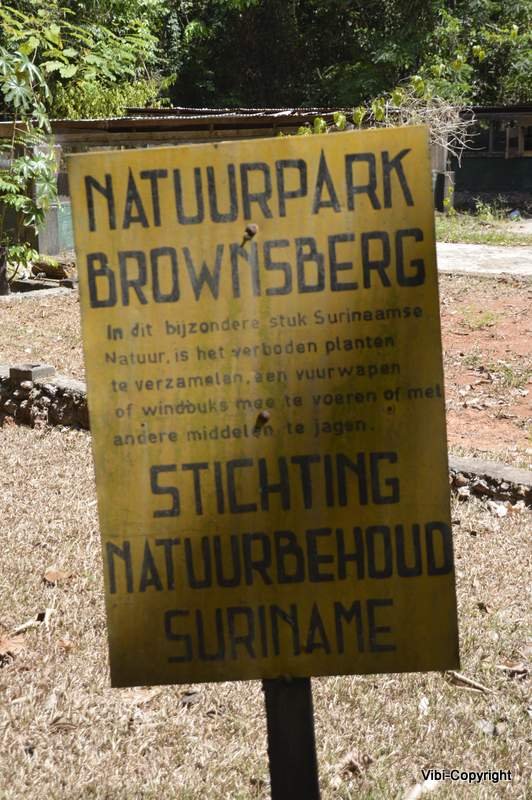 NATUURPARK
BROWNSBERG
In dit bijzondere stuk Surinaamse
Natuur, is het verboden planten
te verzamelen, een vuurwapen
of windbuks mee te voeren of met
andere middelen te jagen.
STICHTING
NATUURBEHOUD
SURINAME
Vibi-Copyright